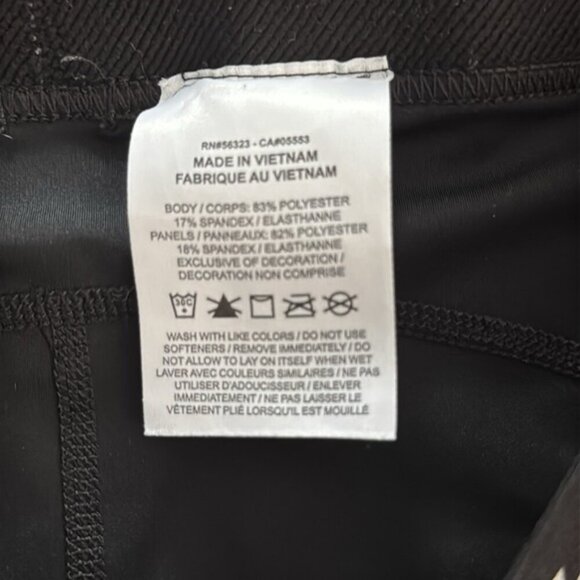 RN#56323 - CA#05553
MADE IN VIETNAM
FABRIQUE AU VIETNAM
BODY / CORPS: 83% POLYESTER
17% SPANDEX / ELASTHANNE
PANELS / PANNEAUX: 82% POLYESTER
18% SPANDEX / ELASTHANNE
EXCLUSIVE OF DECORATION /
DECORATION NON COMPRISE
30C
WASH WITH LIKE COLORS / DO NOT USE
SOFTENERS / REMOVE IMMEDIATELY / DO
NOT ALLOW TO LAY ON ITSELF WHEN WET
LAVER AVEC COULEURS SIMILAIRES / NE PAS
UTILISER D'ADOUCISSEUR / ENLEVER
IMMEDIATEMENT / NE PAS LAISSER LE
VÊTEMENT PLIÉ LORSQU'IL EST MOUILLÉ